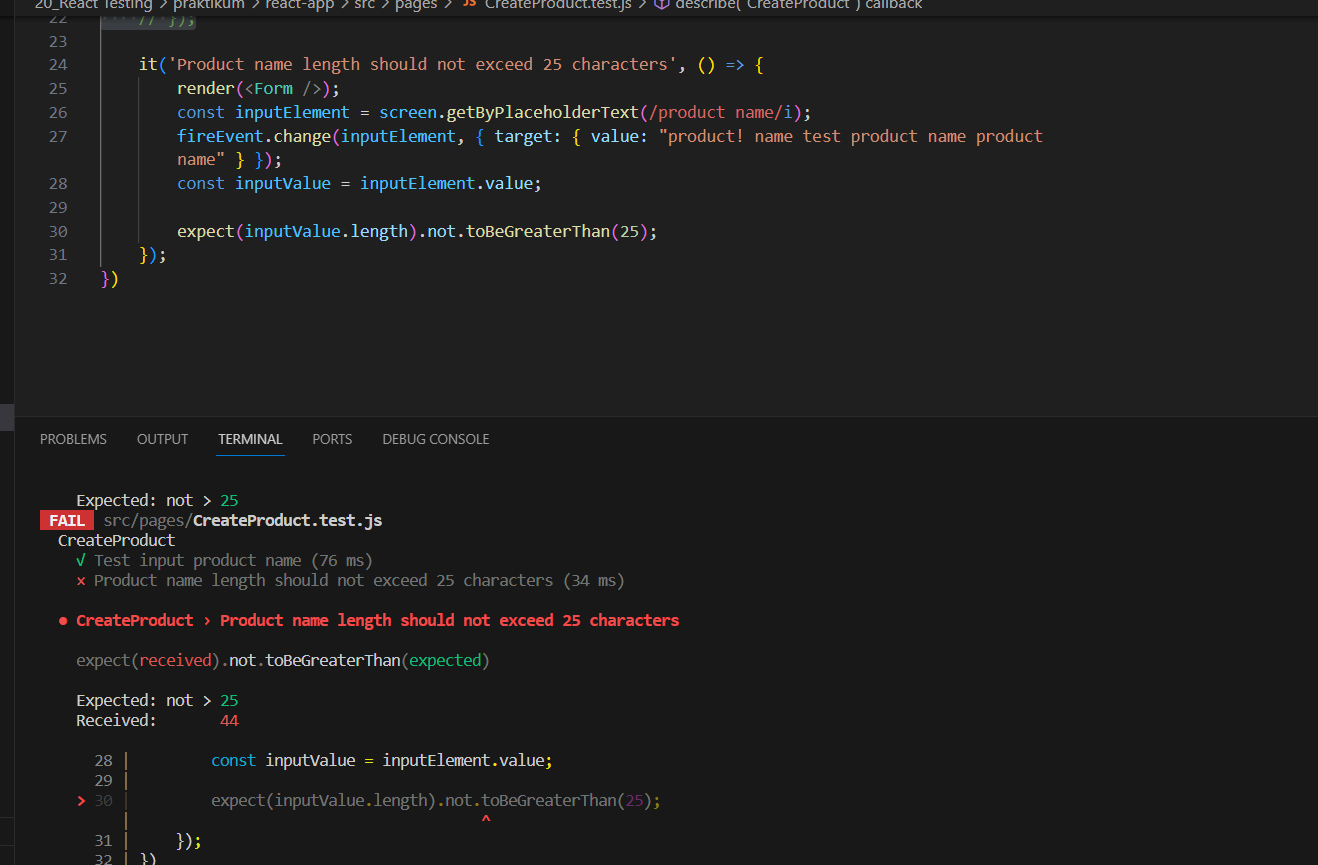 20_React Testing > praktikum > react-app > src > pages > JS CreateProduct.test.js > describe('CreateProduct') callback
22 // });
23
24 it('Product name length should not exceed 25 characters', () => {
25 render(<Form />);
26 const inputElement = screen.getByPlaceholderText(/product name/i);
27 fireEvent.change(inputElement, { target: { value: "product! name test product name product
name" } });
28 const inputValue = inputElement.value;
29
30 expect(inputValue.length).not.toBeGreaterThan(25);
31 });
32 })
PROBLEMS OUTPUT TERMINAL PORTS DEBUG CONSOLE
Expected: not > 25
FAIL src/pages/CreateProduct.test.js
CreateProduct
√ Test input product name (76 ms)
× Product name length should not exceed 25 characters (34 ms)
● CreateProduct › Product name length should not exceed 25 characters
expect(received).not.toBeGreaterThan(expected)
Expected: not > 25
Received: 44
28 | const inputValue = inputElement.value;
29 |
> 30 | expect(inputValue.length).not.toBeGreaterThan(25);
| ^
31 | });
32 | })